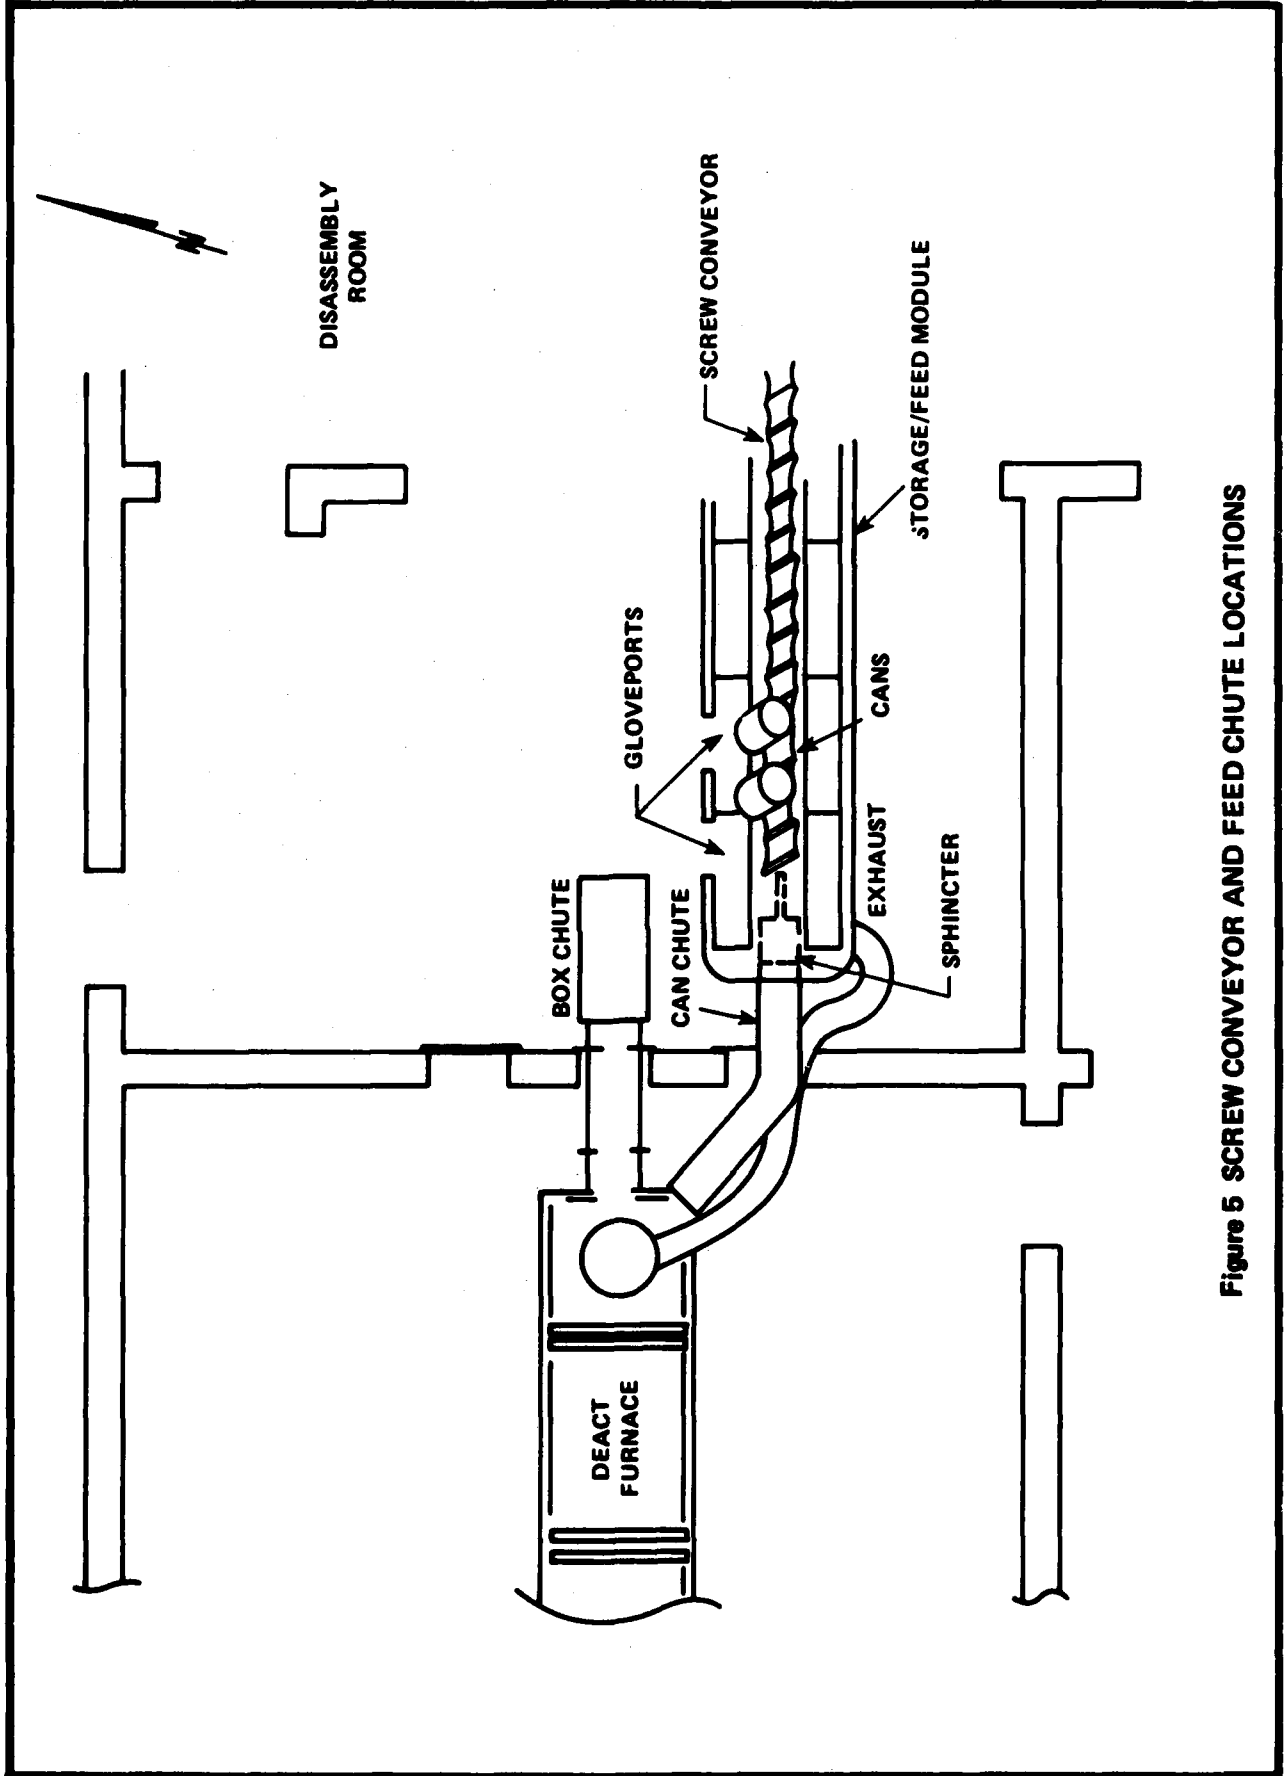 DISASSEMBLY
ROOM
SCREW CONVEYOR
STORAGE/FEED MODULE
GLOVEPORTS
CANS
BOX CHUTE
CAN CHUTE
EXHAUST
SPHINCTER
DEACT
FURNACE
N
Figure 5 SCREW CONVEYOR AND FEED CHUTE LOCATIONS